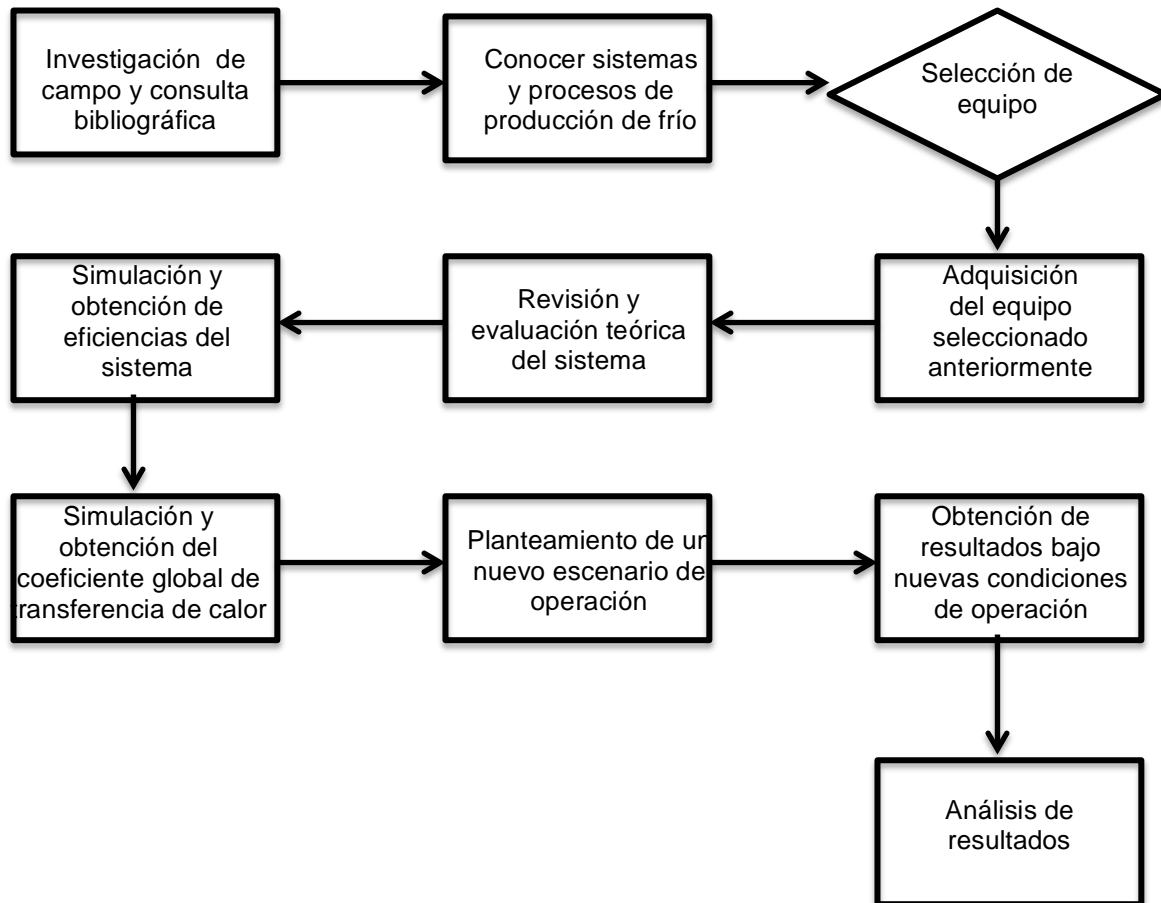 Investigación de
campo y consulta
bibliográfica
Conocer sistemas
y procesos de
producción de frío
Selección de
equipo
Adquisición
del equipo
seleccionado
anteriormente
Revisión y
evaluación teórica
del sistema
Simulación y
obtención de
eficiencias del
sistema
Simulación y
obtención del
coeficiente global de
transferencia de calor
Planteamiento de un
nuevo escenario de
operación
Obtención de
resultados bajo
nuevas condiciones
de operación
Análisis de
resultados